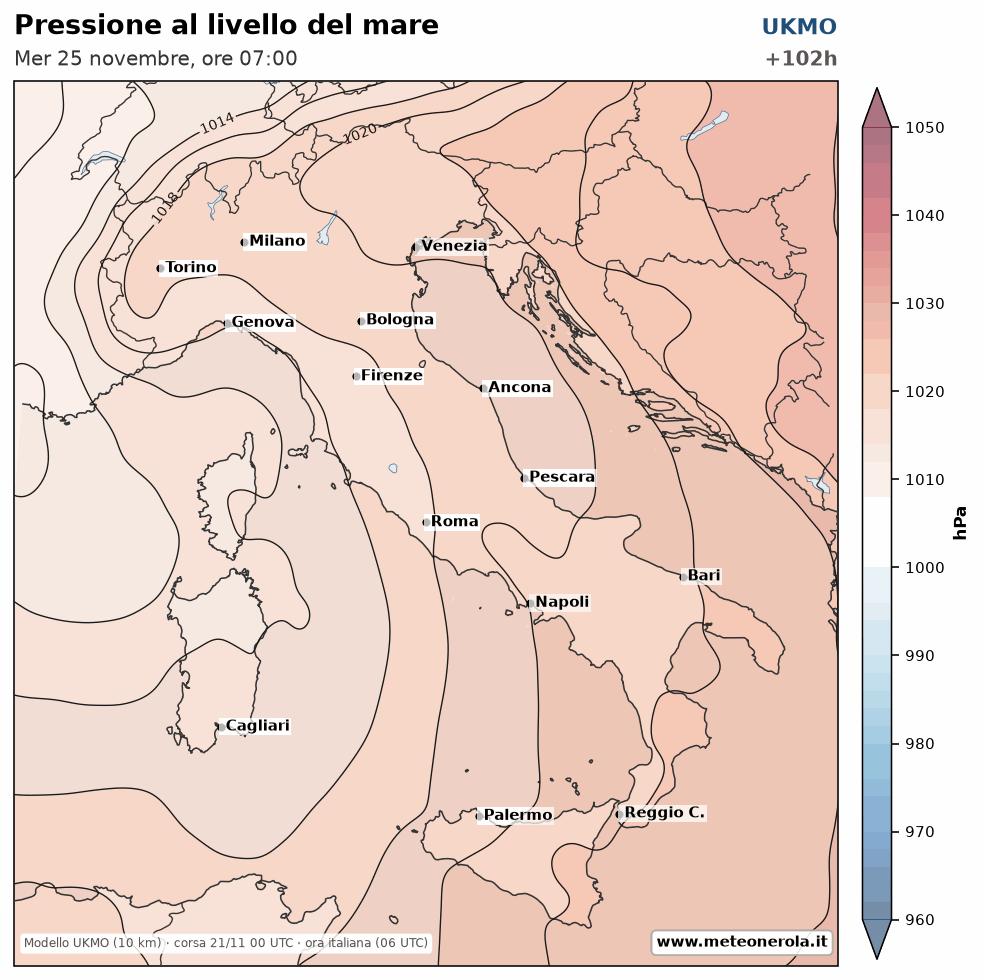 Pressione al livello del mare
UKMO
Mer 25 novembre, ore 07:00
+102h
1014
1020
1018
Milano
Venezia
Torino
Genova
Bologna
Firenze
Ancona
Pescara
Roma
Bari
Napoli
Cagliari
Palermo
Reggio C.
1050
1040
1030
1020
1010
1000
990
980
970
960
hPa
Modello UKMO (10 km) · corsa 21/11 00 UTC · ora italiana (06 UTC)
www.meteonerola.it